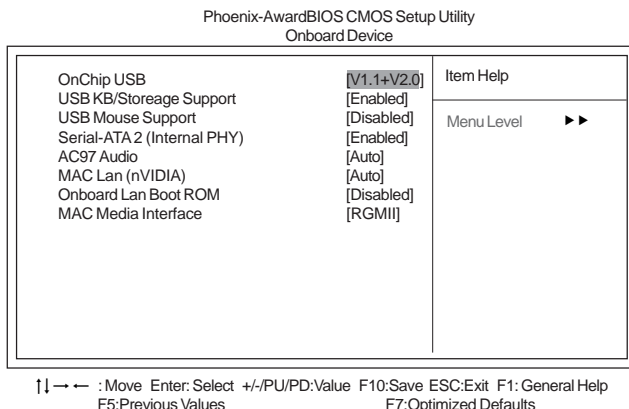 Phoenix-AwardBIOS CMOS Setup Utility
Onboard Device
OnChip USB [V1.1+V2.0]
USB KB/Storeage Support [Enabled]
USB Mouse Support [Disabled]
Serial-ATA 2 (Internal PHY) [Enabled]
AC97 Audio [Auto]
MAC Lan (nVIDIA) [Auto]
Onboard Lan Boot ROM [Disabled]
MAC Media Interface [RGMII]
Item Help
Menu Level ►►
↑↓→← : Move Enter: Select +/-/PU/PD:Value F10:Save ESC:Exit F1: General Help
F5:Previous Values F7:Optimized Defaults